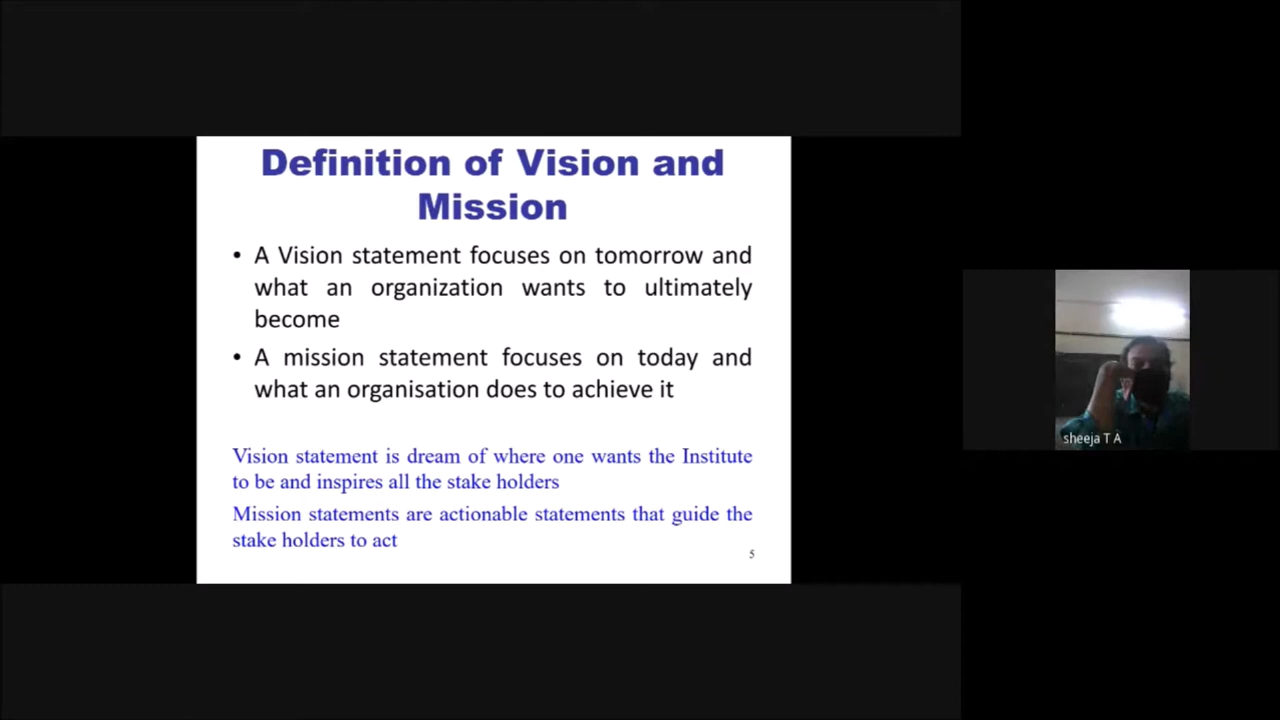 Definition of Vision and
Mission
• A Vision statement focuses on tomorrow and
what an organization wants to ultimately
become
• A mission statement focuses on today and
what an organisation does to achieve it
Vision statement is dream of where one wants the Institute
to be and inspires all the stake holders
Mission statements are actionable statements that guide the
stake holders to act
5
sheeja T A